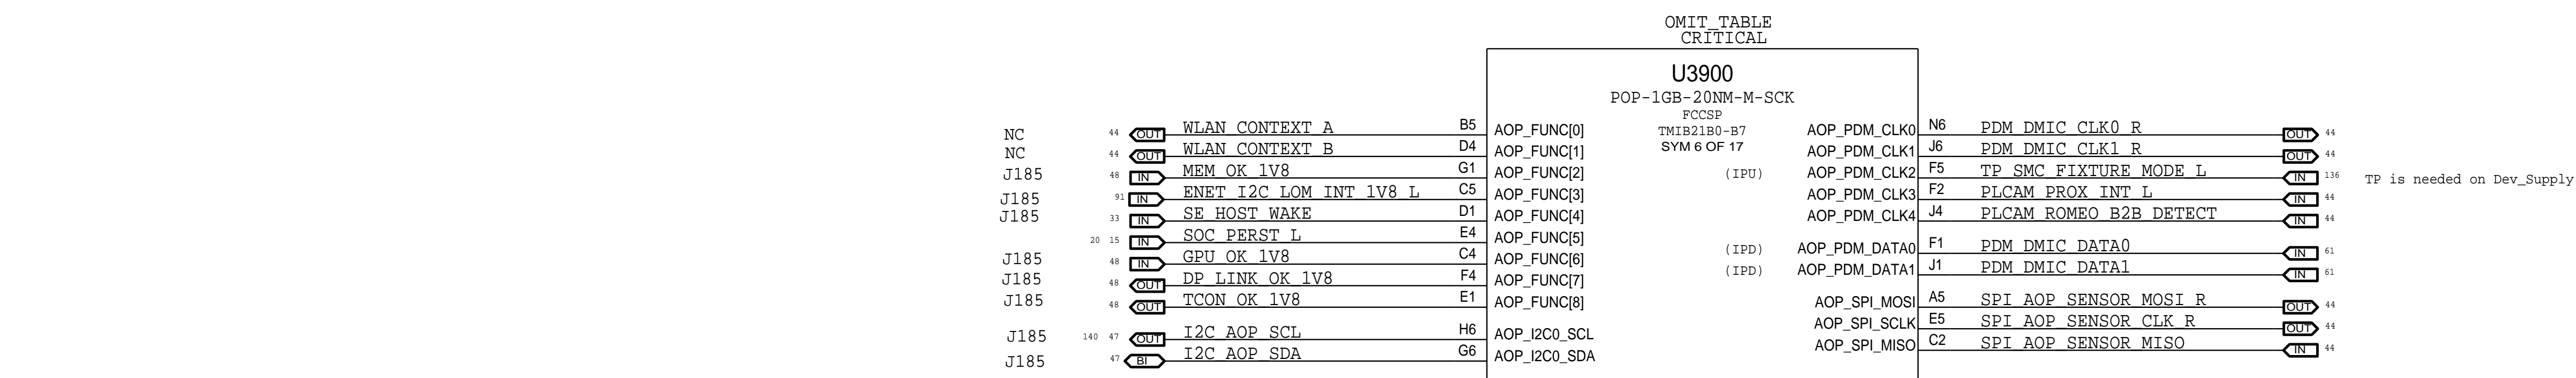 OMIT_TABLE
CRITICAL
U3900
POP-1GB-20NM-M-SCK
FCCSP
TMIB21B0-B7
SYM 6 OF 17
NC 44 OUT WLAN_CONTEXT_A B5 AOP_FUNC[0]
NC 44 OUT WLAN_CONTEXT_B D4 AOP_FUNC[1]
J185 48 IN MEM_OK_1V8 G1 AOP_FUNC[2]
J185 91 IN ENET_I2C_LOM_INT_1V8_L C5 AOP_FUNC[3]
J185 33 IN SE_HOST_WAKE D1 AOP_FUNC[4]
20 15 IN SOC_PERST_L E4 AOP_FUNC[5]
J185 48 IN GPU_OK_1V8 C4 AOP_FUNC[6]
J185 48 OUT DP_LINK_OK_1V8 F4 AOP_FUNC[7]
J185 48 OUT TCON_OK_1V8 E1 AOP_FUNC[8]
J185 140 47 OUT I2C_AOP_SCL H6 AOP_I2C0_SCL
J185 47 BI I2C_AOP_SDA G6 AOP_I2C0_SDA
AOP_PDM_CLK0 N6 PDM_DMIC_CLK0_R OUT 44
AOP_PDM_CLK1 J6 PDM_DMIC_CLK1_R OUT 44
(IPU) AOP_PDM_CLK2 F5 TP_SMC_FIXTURE_MODE_L IN 136 TP is needed on Dev_Supply
AOP_PDM_CLK3 F2 PLCAM_PROX_INT_L IN 44
AOP_PDM_CLK4 J4 PLCAM_ROMEO_B2B_DETECT IN 44
(IPD) AOP_PDM_DATA0 F1 PDM_DMIC_DATA0 IN 61
(IPD) AOP_PDM_DATA1 J1 PDM_DMIC_DATA1 IN 61
AOP_SPI_MOSI A5 SPI_AOP_SENSOR_MOSI_R OUT 44
AOP_SPI_SCLK E5 SPI_AOP_SENSOR_CLK_R OUT 44
AOP_SPI_MISO C2 SPI_AOP_SENSOR_MISO IN 44